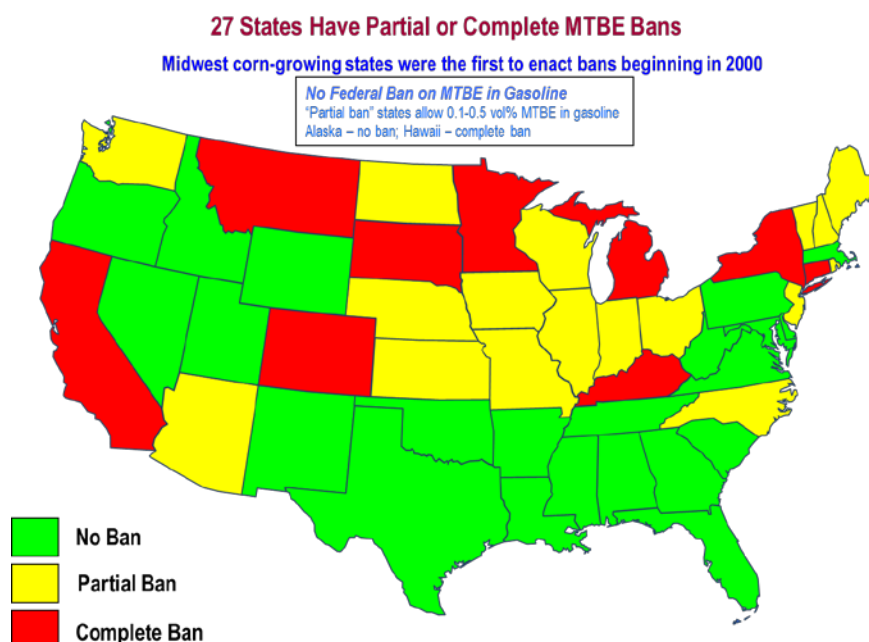 27 States Have Partial or Complete MTBE Bans
Midwest corn-growing states were the first to enact bans beginning in 2000
No Federal Ban on MTBE in Gasoline
"Partial ban" states allow 0.1-0.5 vol% MTBE in gasoline
Alaska – no ban; Hawaii – complete ban
No Ban
Partial Ban
Complete Ban